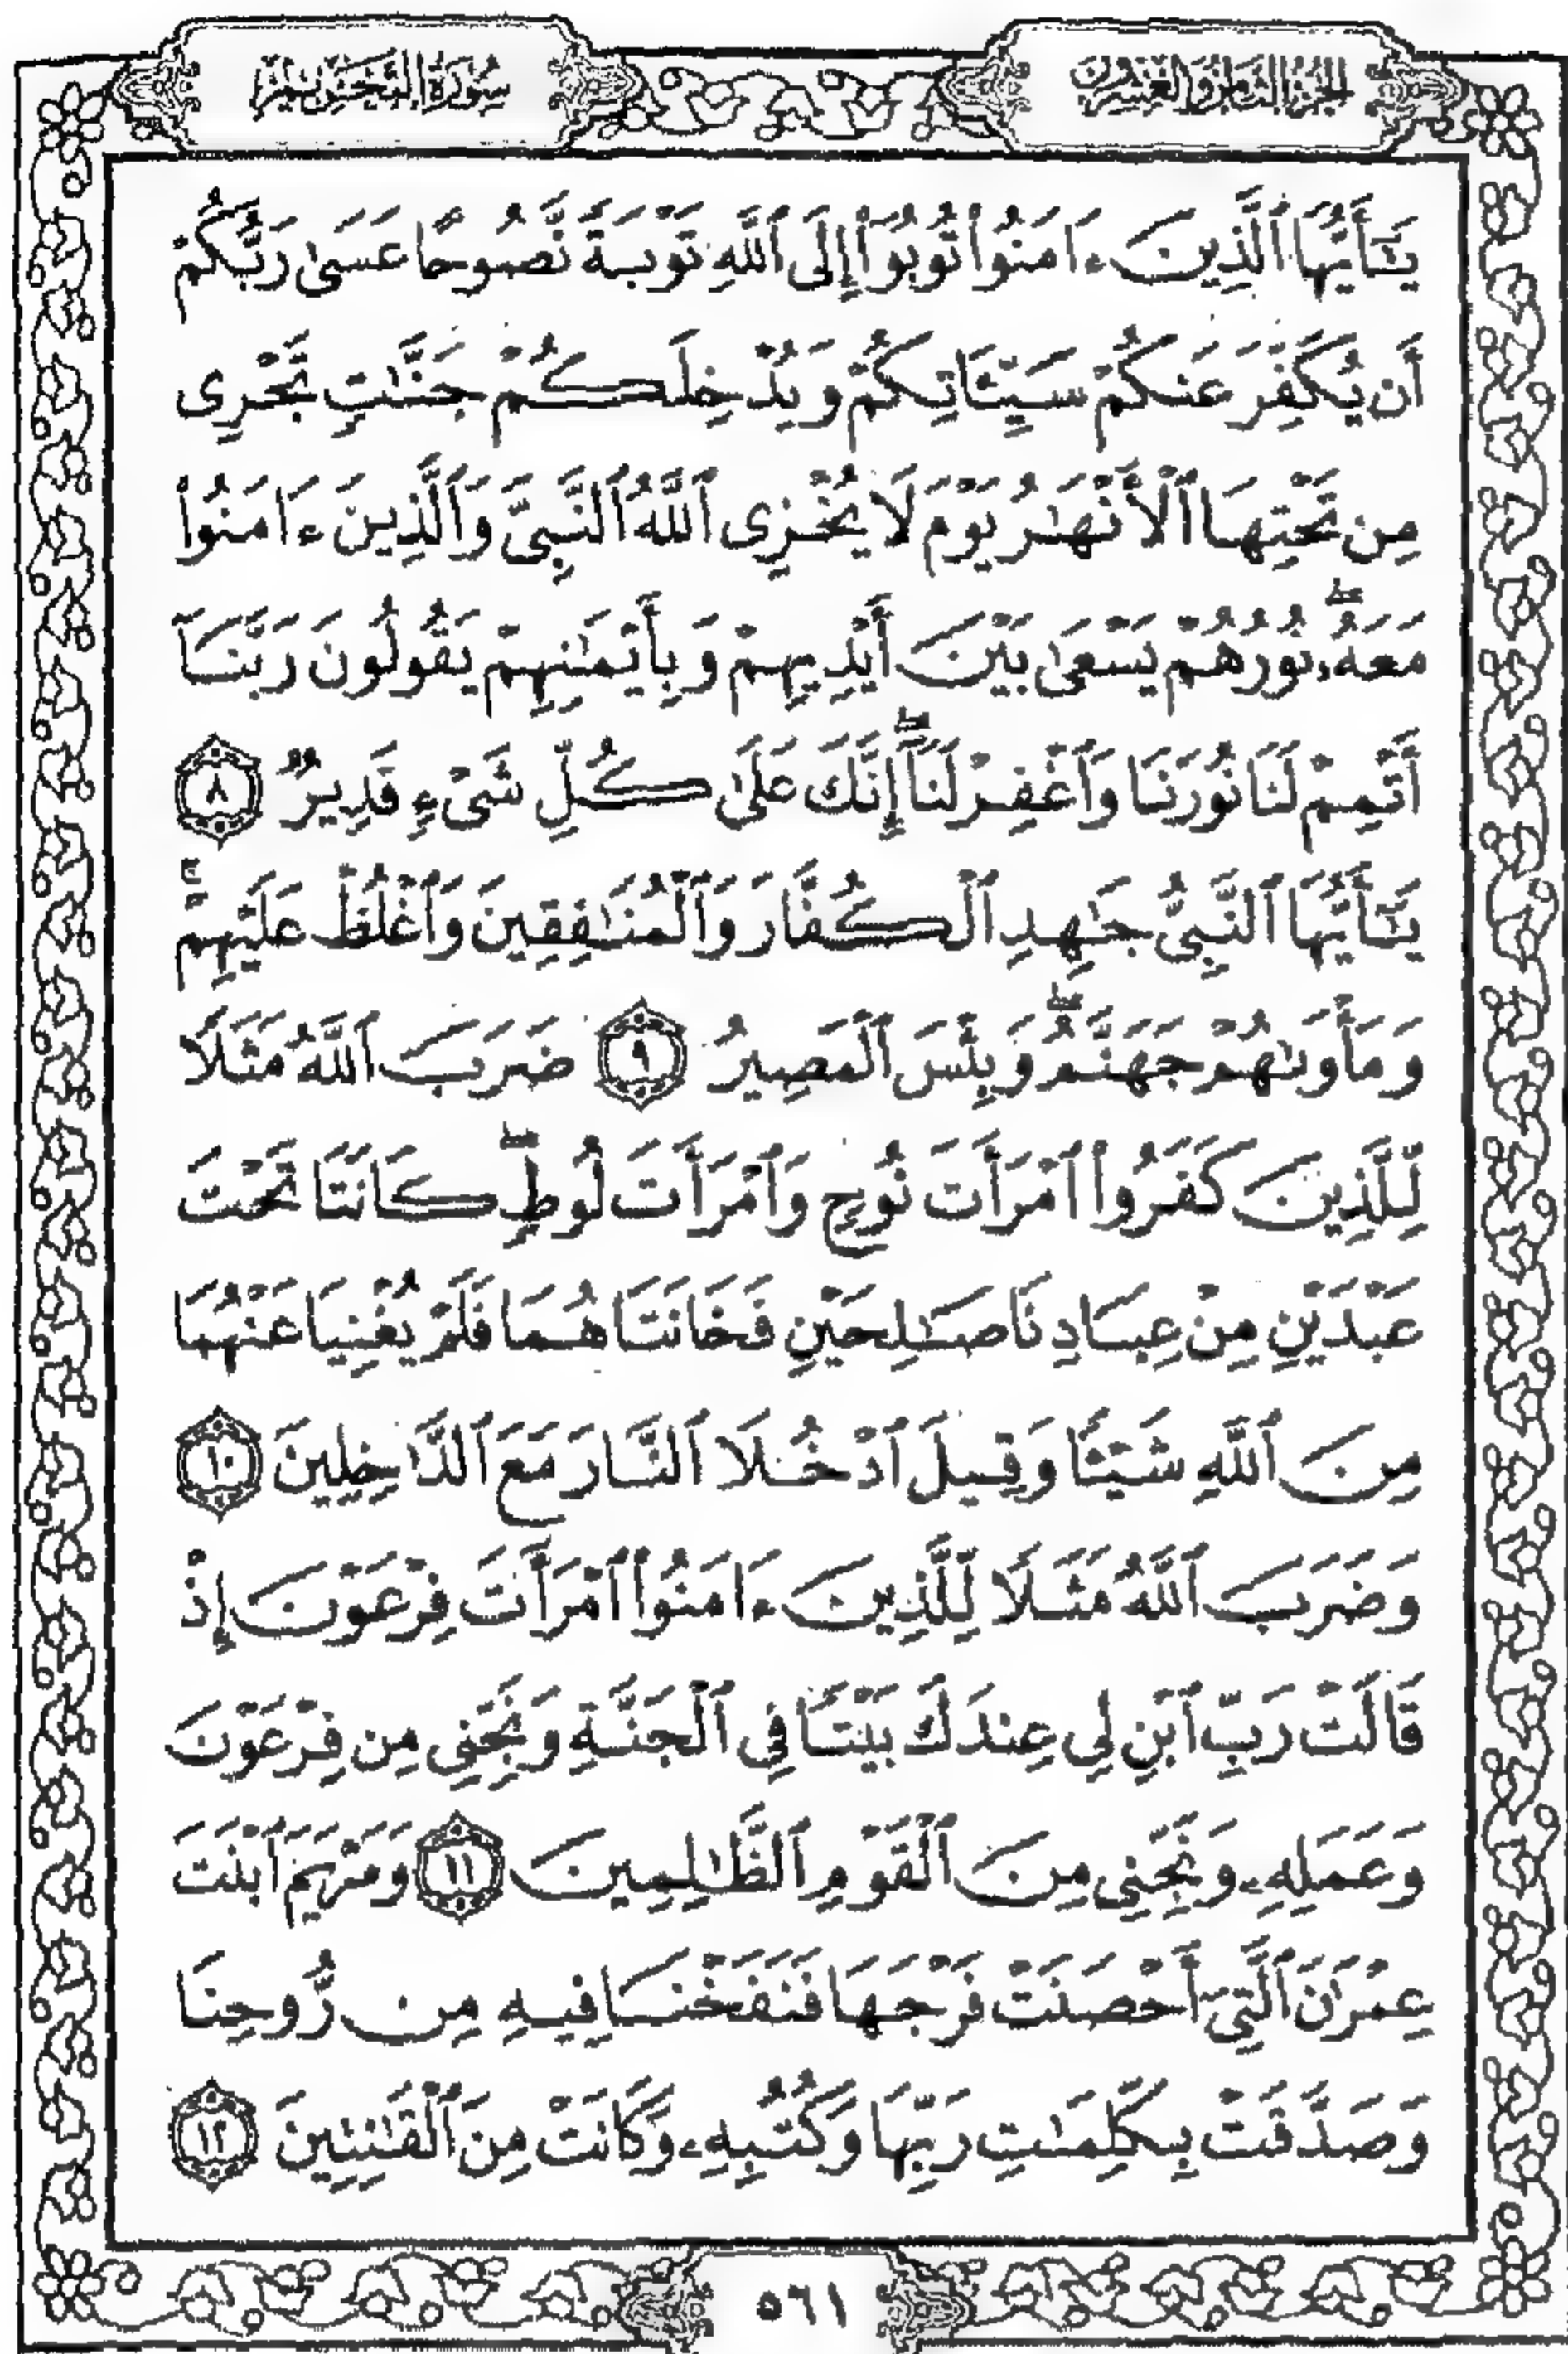 الجزء الثامن والعشرون
سورة التحريم
يَٰٓأَيُّهَا ٱلَّذِينَ ءَامَنُوا۟ تُوبُوٓا۟ إِلَى ٱللَّهِ تَوْبَةً نَّصُوحًا عَسَىٰ رَبُّكُمْ
أَن يُكَفِّرَ عَنكُمْ سَيِّـَٔاتِكُمْ وَيُدْخِلَكُمْ جَنَّٰتٍ تَجْرِى
مِن تَحْتِهَا ٱلْأَنْهَٰرُ يَوْمَ لَا يُخْزِى ٱللَّهُ ٱلنَّبِىَّ وَٱلَّذِينَ ءَامَنُوا۟
مَعَهُۥ ۖ نُورُهُمْ يَسْعَىٰ بَيْنَ أَيْدِيهِمْ وَبِأَيْمَٰنِهِمْ يَقُولُونَ رَبَّنَآ
أَتْمِمْ لَنَا نُورَنَا وَٱغْفِرْ لَنَآ ۖ إِنَّكَ عَلَىٰ كُلِّ شَىْءٍ قَدِيرٌ ٨
يَٰٓأَيُّهَا ٱلنَّبِىُّ جَٰهِدِ ٱلْكُفَّارَ وَٱلْمُنَٰفِقِينَ وَٱغْلُظْ عَلَيْهِمْ ۚ
وَمَأْوَىٰهُمْ جَهَنَّمُ ۖ وَبِئْسَ ٱلْمَصِيرُ ٩ ضَرَبَ ٱللَّهُ مَثَلًا
لِّلَّذِينَ كَفَرُوا۟ ٱمْرَأَتَ نُوحٍ وَٱمْرَأَتَ لُوطٍ ۖ كَانَتَا تَحْتَ
عَبْدَيْنِ مِنْ عِبَادِنَا صَٰلِحَيْنِ فَخَانَتَاهُمَا فَلَمْ يُغْنِيَا عَنْهُمَا
مِنَ ٱللَّهِ شَيْـًٔا وَقِيلَ ٱدْخُلَا ٱلنَّارَ مَعَ ٱلدَّٰخِلِينَ ١٠
وَضَرَبَ ٱللَّهُ مَثَلًا لِّلَّذِينَ ءَامَنُوا۟ ٱمْرَأَتَ فِرْعَوْنَ إِذْ
قَالَتْ رَبِّ ٱبْنِ لِى عِندَكَ بَيْتًا فِى ٱلْجَنَّةِ وَنَجِّنِى مِن فِرْعَوْنَ
وَعَمَلِهِۦ وَنَجِّنِى مِنَ ٱلْقَوْمِ ٱلظَّٰلِمِينَ ١١ وَمَرْيَمَ ٱبْنَتَ
عِمْرَٰنَ ٱلَّتِىٓ أَحْصَنَتْ فَرْجَهَا فَنَفَخْنَا فِيهِ مِن رُّوحِنَا
وَصَدَّقَتْ بِكَلِمَٰتِ رَبِّهَا وَكُتُبِهِۦ وَكَانَتْ مِنَ ٱلْقَٰنِتِينَ ١٢
٥٦١